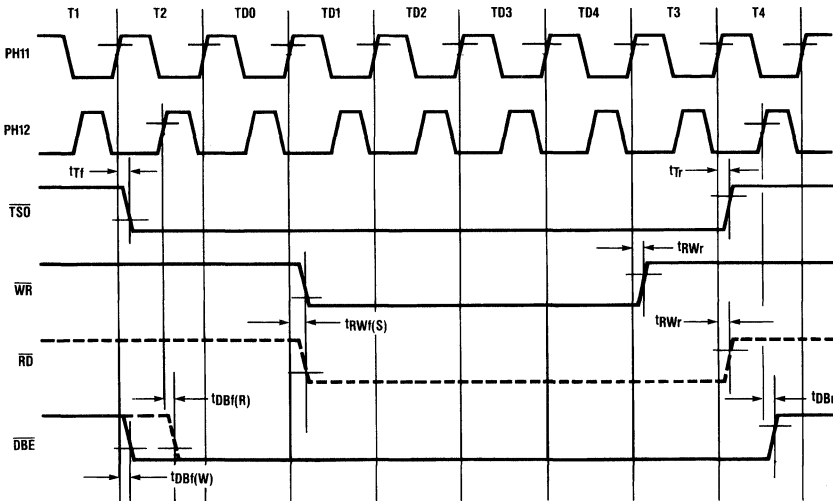 T1 T2 TD0 TD1 TD2 TD3 TD4 T3 T4
PH11
PH12
tTf
tTr
TSO
tRWr
WR
tRWf(S)
tRWr
RD
tDBf(R)
tDBr
DBE
tDBf(W)